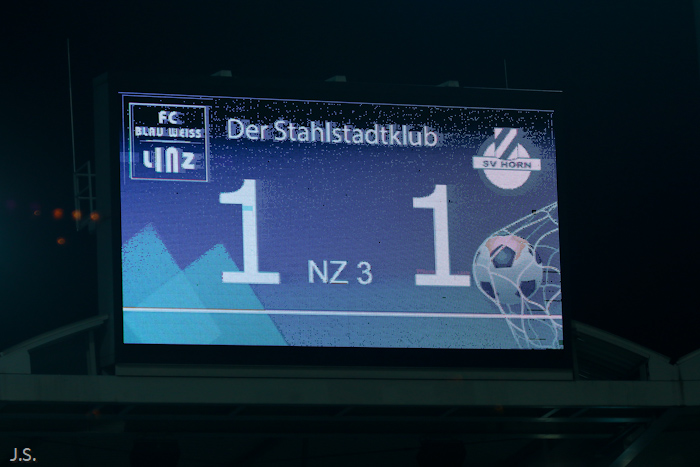 FC
BLAU WEISS
LINZ
Der Stahlstadtklub
SV HORN
1 NZ 3 1
J.S.